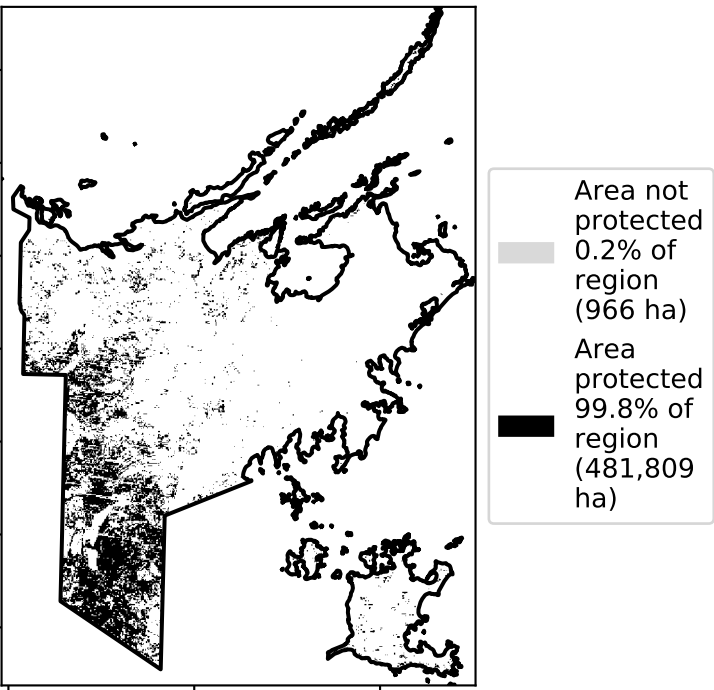 Area not
protected
0.2% of
region
(966 ha)
Area
protected
99.8% of
region
(481,809
ha)